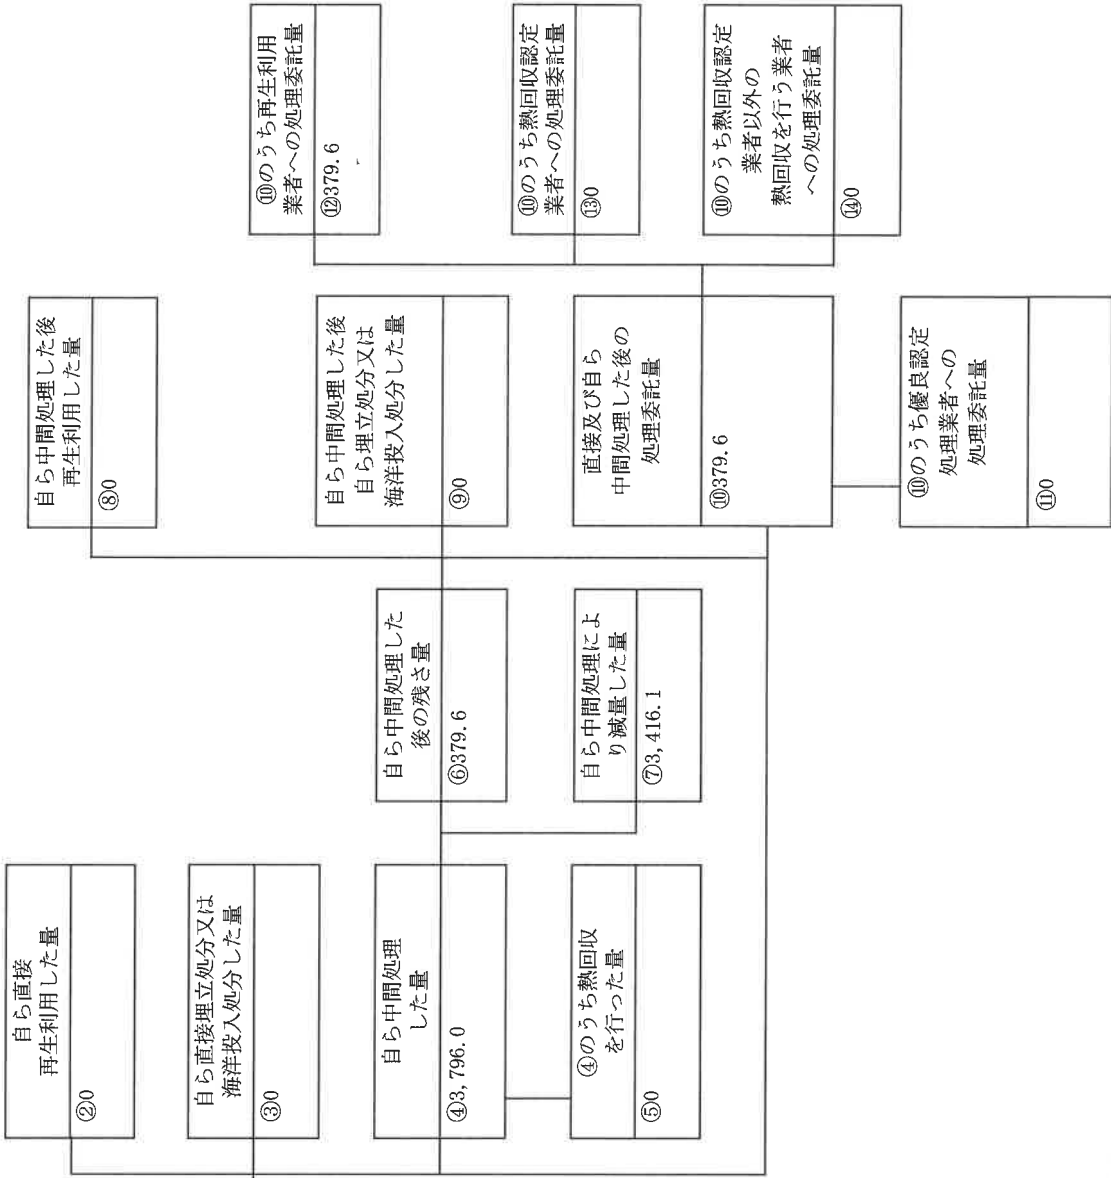 自ら直接
再生利用した量
②0
自ら直接埋立処分又は
海洋投入処分した量
③0
自ら中間処理
した量
④3,796.0
④のうち熱回収
を行った量
⑤0
自ら中間処理した
後の残さ量
⑥379.6
自ら中間処理によ
り減量した量
⑦3,416.1
自ら中間処理した後
再生利用した量
⑧0
自ら中間処理した後
自ら埋立処分又は
海洋投入処分した量
⑨0
直接及び自ら
中間処理した後の
処理委託量
⑩379.6
⑩のうち優良認定
処理業者への
処理委託量
⑪0
⑩のうち再生利用
業者への処理委託量
⑫379.6
⑩のうち熱回収認定
業者への処理委託量
⑬0
⑩のうち熱回収認定
業者以外の
熱回収を行う業者
への処理委託量
⑭0